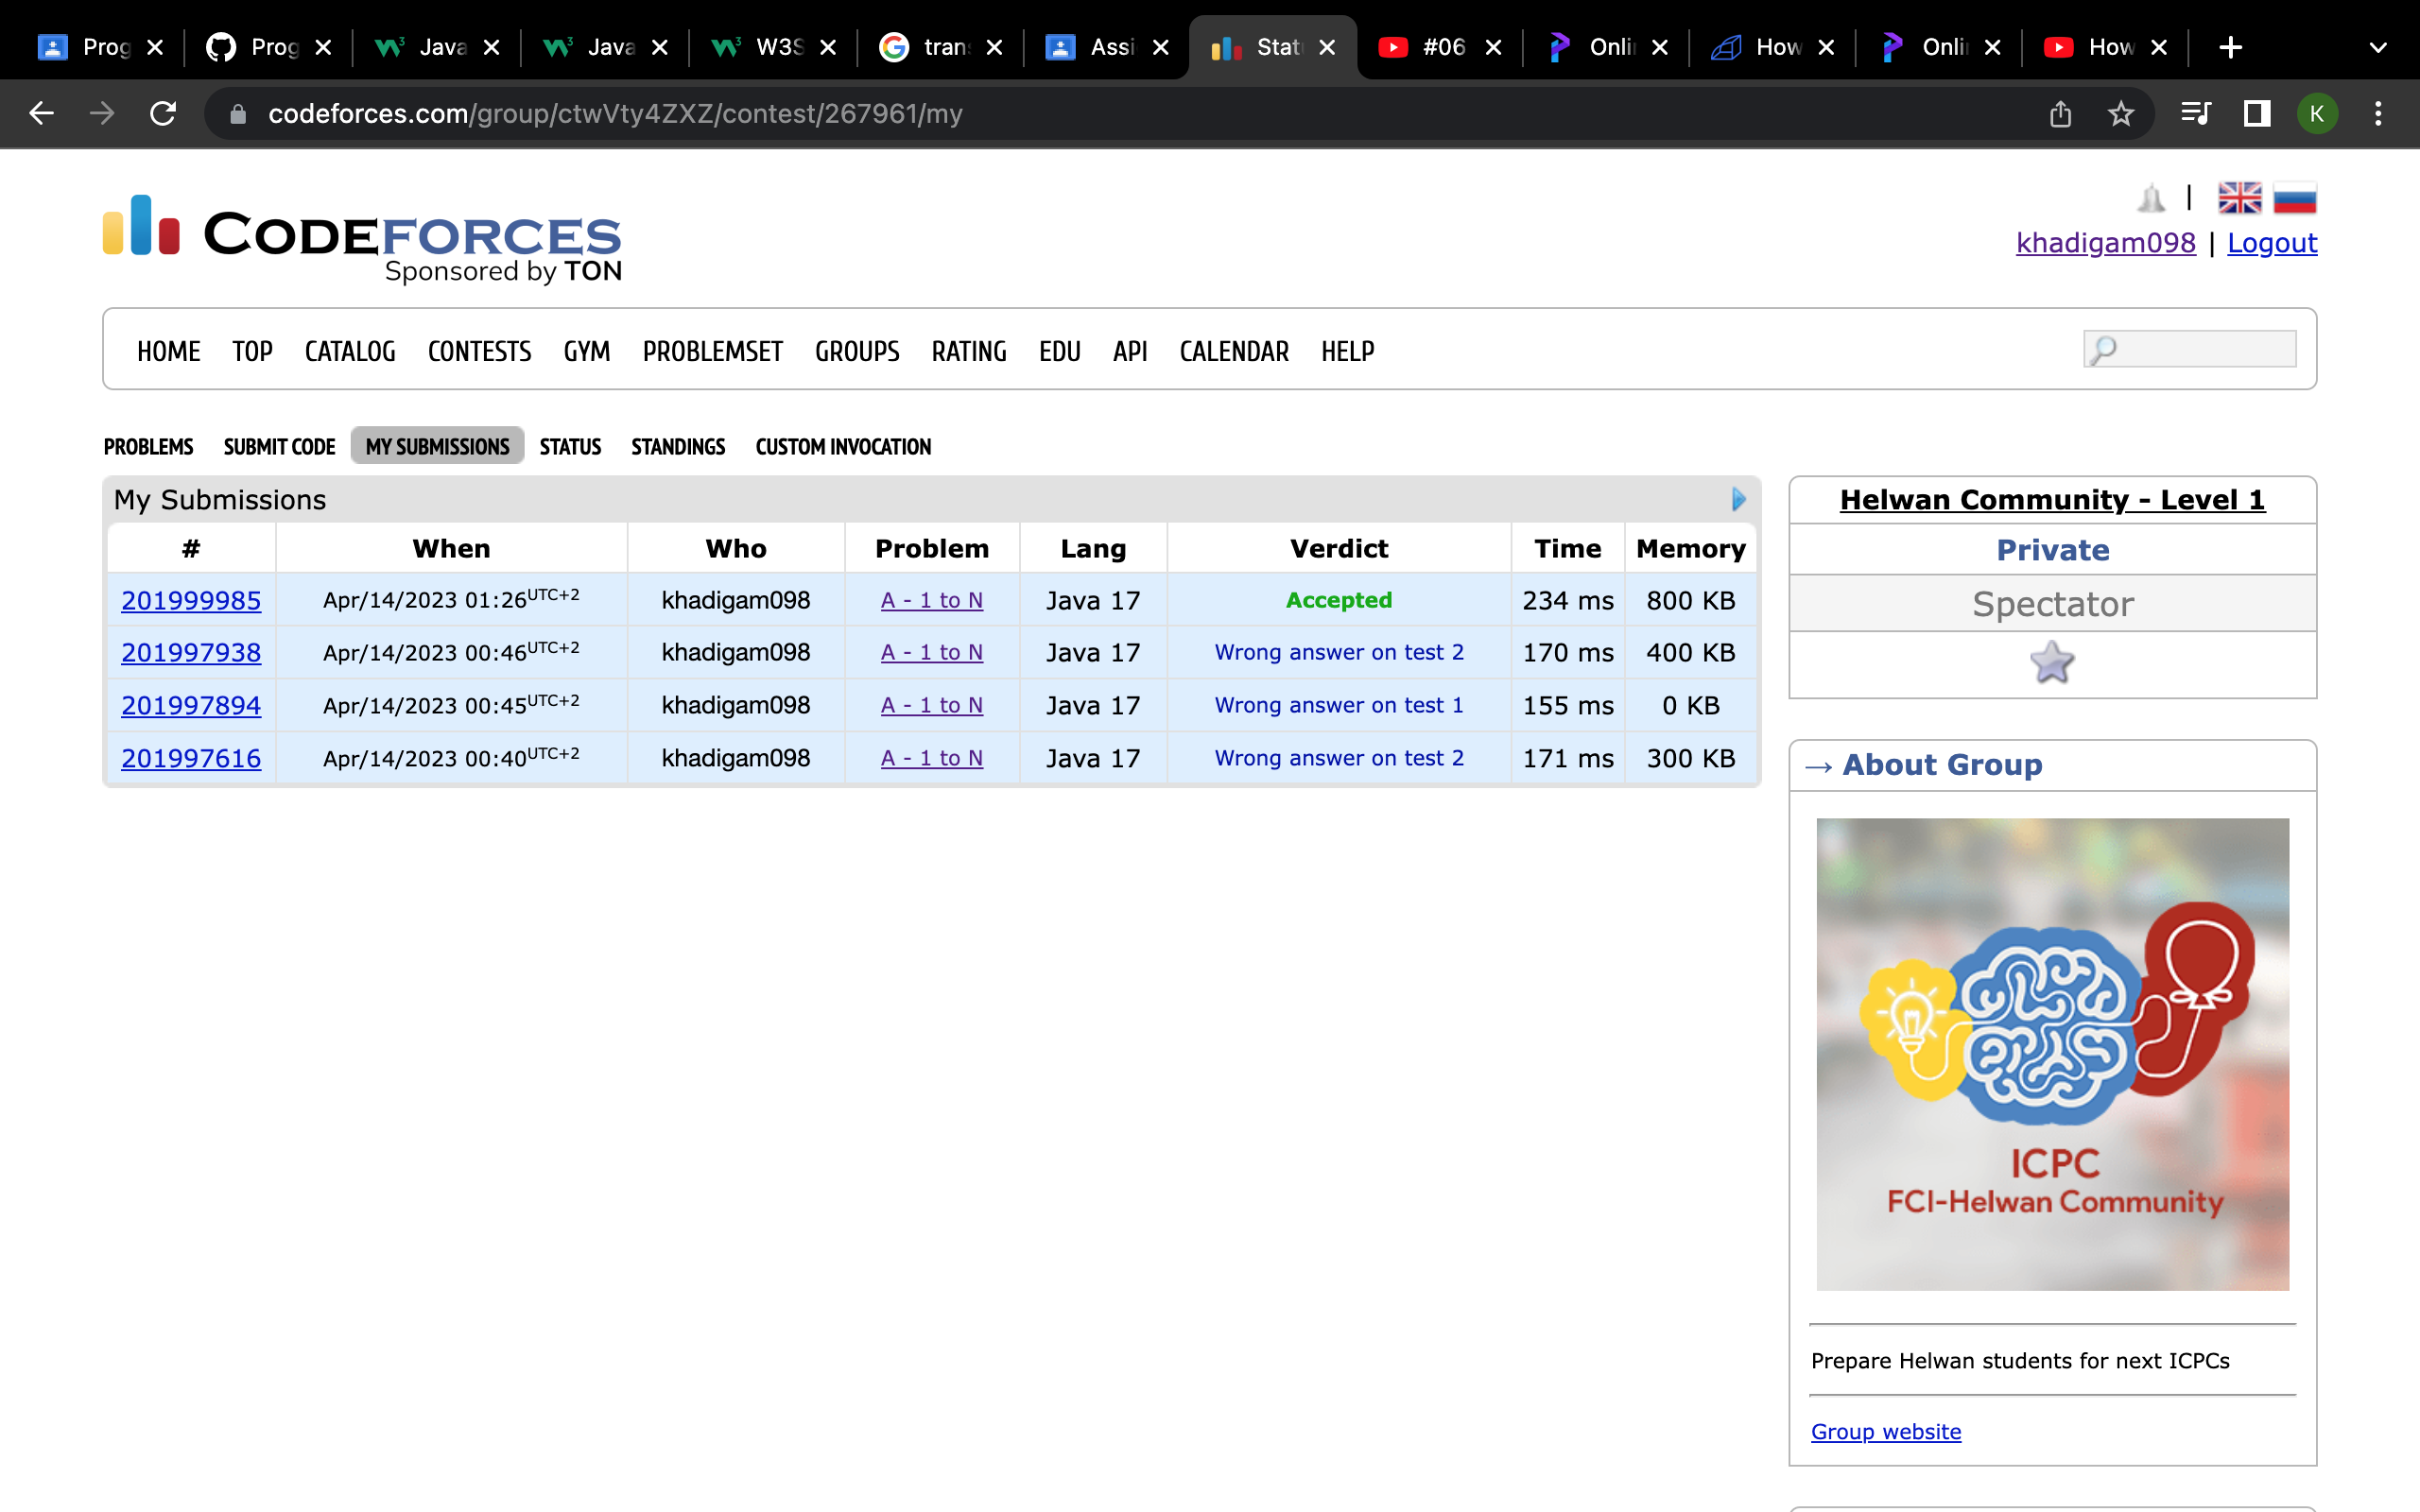 Prog Prog Java Java W3S tran Assi Stat #06 Onli How Onli How
codeforces.com/group/ctwVty4ZXZ/contest/267961/my K
CODEFORCES
Sponsored by TON
|
khadigam098 | Logout
HOME TOP CATALOG CONTESTS GYM PROBLEMSET GROUPS RATING EDU API CALENDAR HELP
PROBLEMS SUBMIT CODE MY SUBMISSIONS STATUS STANDINGS CUSTOM INVOCATION
My Submissions
# When Who Problem Lang Verdict Time Memory
201999985 Apr/14/2023 01:26UTC+2 khadigam098 A - 1 to N Java 17 Accepted 234 ms 800 KB
201997938 Apr/14/2023 00:46UTC+2 khadigam098 A - 1 to N Java 17 Wrong answer on test 2 170 ms 400 KB
201997894 Apr/14/2023 00:45UTC+2 khadigam098 A - 1 to N Java 17 Wrong answer on test 1 155 ms 0 KB
201997616 Apr/14/2023 00:40UTC+2 khadigam098 A - 1 to N Java 17 Wrong answer on test 2 171 ms 300 KB
Helwan Community - Level 1
Private
Spectator
→ About Group
ICPC
FCI-Helwan Community
Prepare Helwan students for next ICPCs
Group website